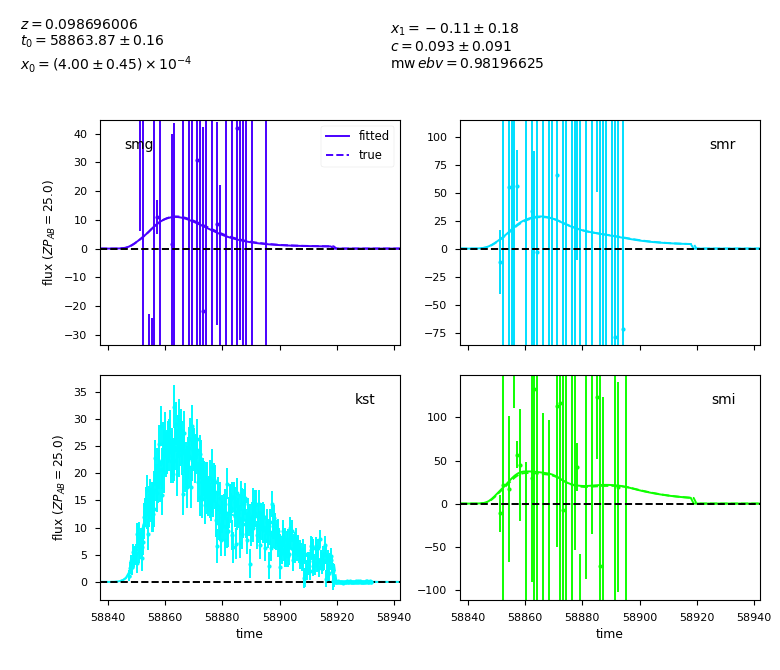 z = 0.098696006
t₀ = 58863.87 ± 0.16
x₀ = (4.00 ± 0.45) × 10⁻⁴
x₁ = −0.11 ± 0.18
c = 0.093 ± 0.091
mw ebv = 0.98196625
smg
fitted
true
40
30
20
10
0
−10
−20
−30
flux (ZP_AB = 25.0)
smr
100
75
50
25
0
−25
−50
−75
kst
35
30
25
20
15
10
5
0
flux (ZP_AB = 25.0)
58840 58860 58880 58900 58920 58940
time
smi
100
50
0
−50
−100
58840 58860 58880 58900 58920 58940
time